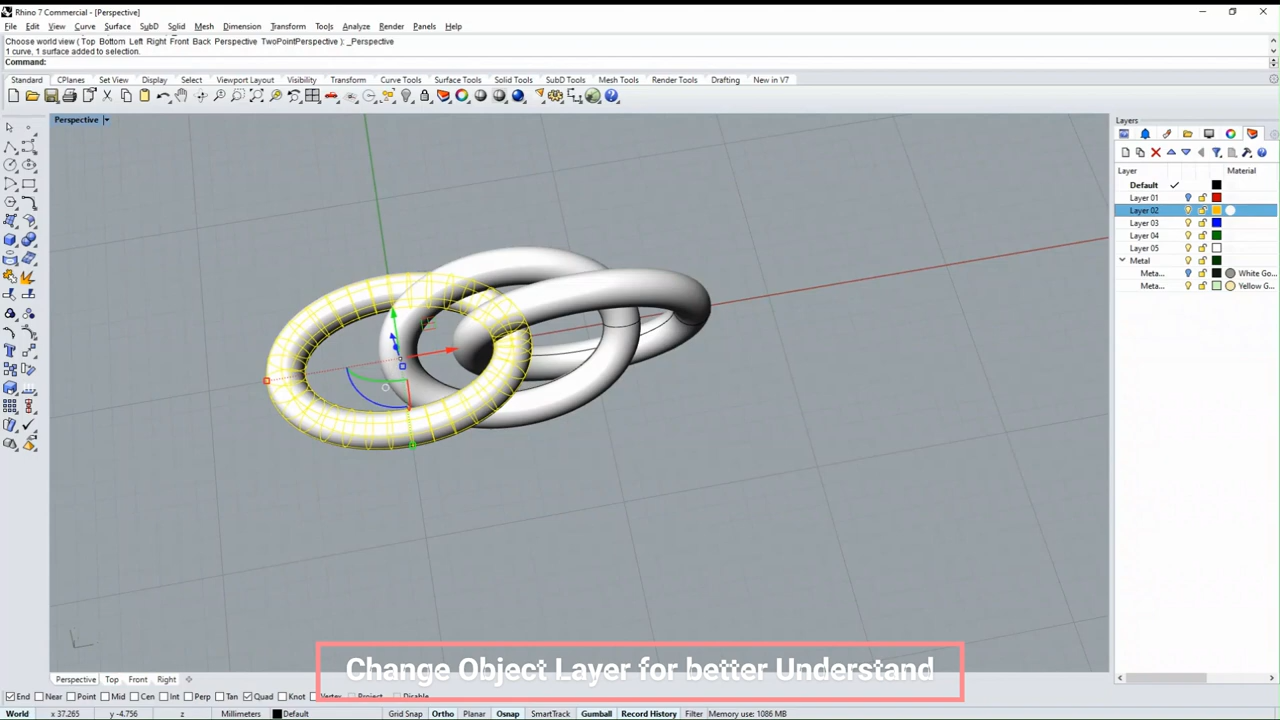 Rhino 7 Commercial - [Perspective]
File Edit View Curve Surface SubD Solid Mesh Dimension Transform Tools Analyze Render Panels Help
Choose world view ( Top Bottom Left Right Front Back Perspective TwoPointPerspective ): _Perspective
1 curve, 1 surface added to selection.
Command:
Standard CPlanes Set View Display Select Viewport Layout Visibility Transform Curve Tools Surface Tools Solid Tools SubD Tools Mesh Tools Render Tools Drafting New in V7
Perspective
Layers
Layer Material
Default
Layer 01
Layer 02
Layer 03
Layer 04
Layer 05
Metal
Meta... White Go...
Meta... Yellow G...
Change Object Layer for better Understand
Perspective Top Front Right
End Near Point Mid Cen Int Perp Tan Quad Knot Vertex Project Disable
World x 37.265 y -4.756 z Millimeters Default Grid Snap Ortho Planar Osnap SmartTrack Gumball Record History Filter Memory use: 1086 MB